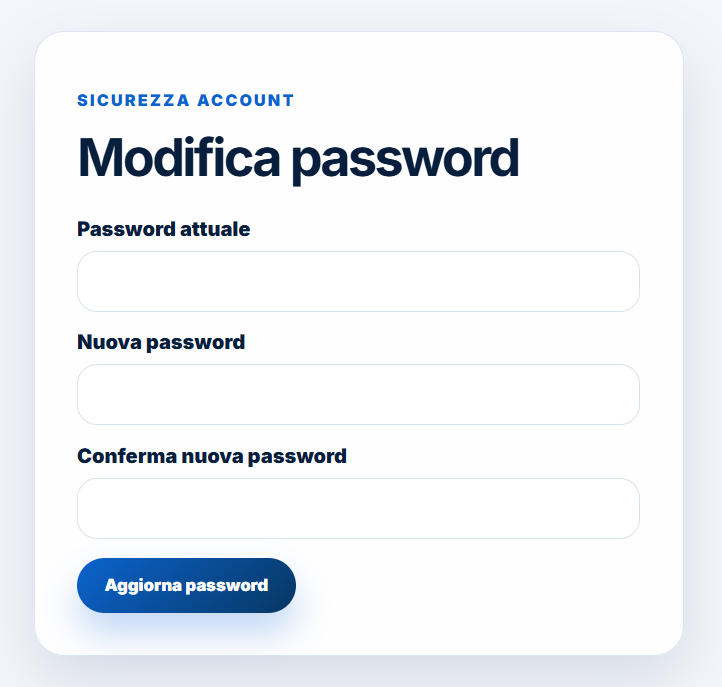 SICUREZZA ACCOUNT
Modifica password
Password attuale
Nuova password
Conferma nuova password
Aggiorna password